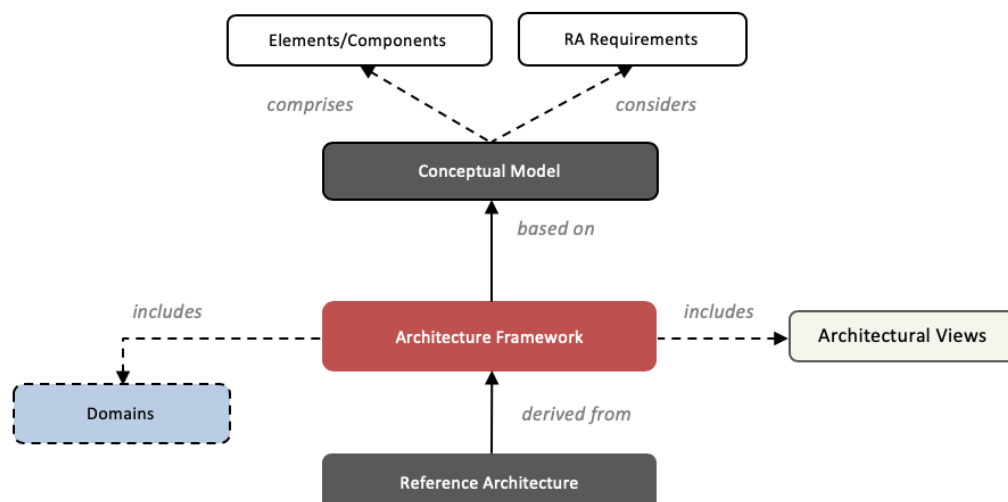 Elements/Components
RA Requirements
comprises
considers
Conceptual Model
based on
includes
Architecture Framework
includes
Architectural Views
Domains
derived from
Reference Architecture